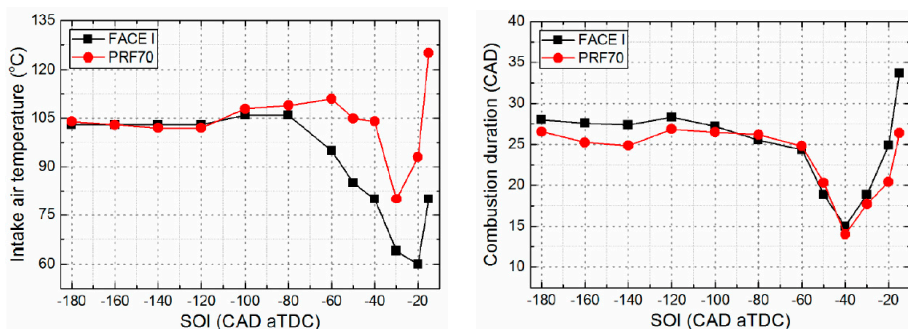 135
120
105
90
75
60
Intake air temperature (°C)
FACE I
PRF70
-180 -160 -140 -120 -100 -80 -60 -40 -20
SOI (CAD aTDC)
40
35
30
25
20
15
10
Combustion duration (CAD)
FACE I
PRF70
-180 -160 -140 -120 -100 -80 -60 -40 -20
SOI (CAD aTDC)